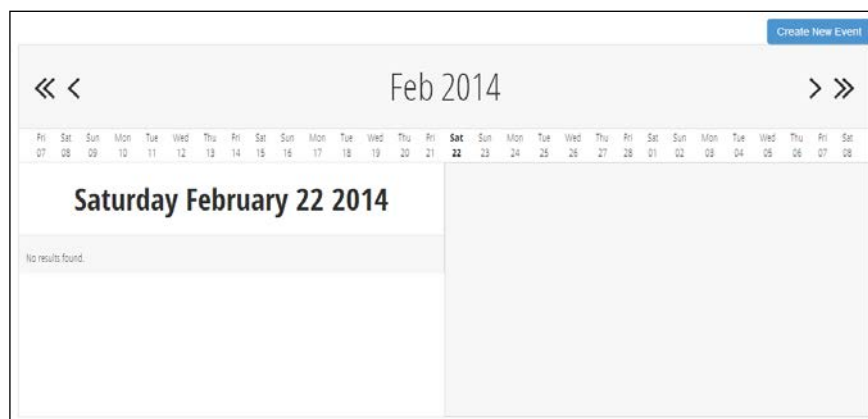 Create New Event
Feb 2014
Fri Sat Sun Mon Tue Wed Thu Fri Sat Sun Mon Tue Wed Thu Fri Sat Sun Mon Tue Wed Thu Fri Sat Sun Mon Tue Wed Thu Fri Sat
07 08 09 10 11 12 13 14 15 16 17 18 19 20 21 22 23 24 25 26 27 28 01 02 03 04 05 06 07 08
Saturday February 22 2014
No results found.